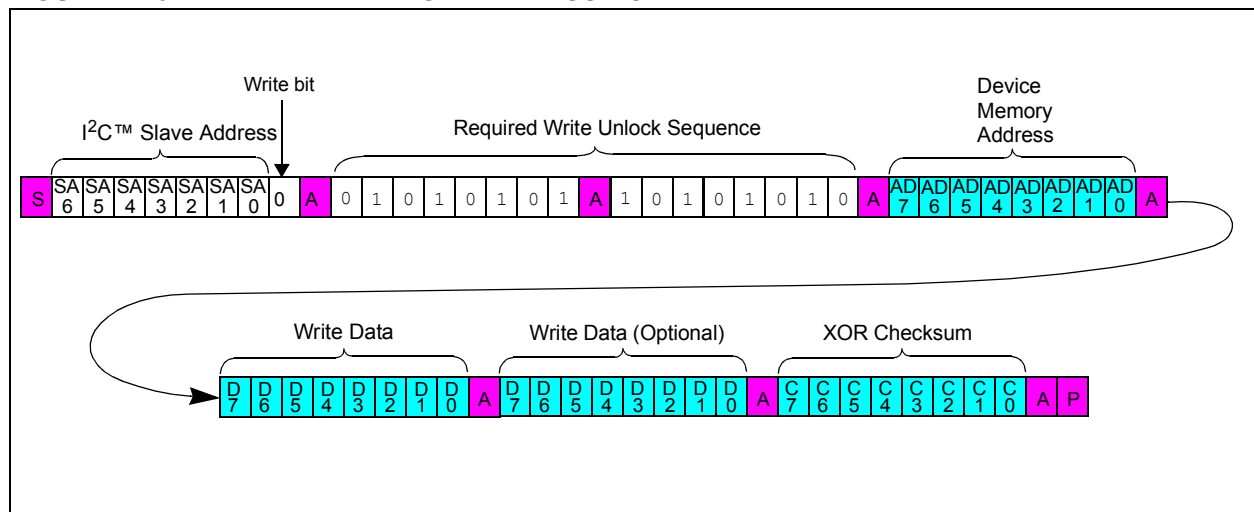 Write bit
I²C™ Slave Address
Required Write Unlock Sequence
Device
Memory
Address
S SA6 SA5 SA4 SA3 SA2 SA1 SA0 0 A 0 1 0 1 0 1 0 1 A 1 0 1 0 1 0 1 0 A AD7 AD6 AD5 AD4 AD3 AD2 AD1 AD0 A
Write Data
Write Data (Optional)
XOR Checksum
D7 D6 D5 D4 D3 D2 D1 D0 A D7 D6 D5 D4 D3 D2 D1 D0 A C7 C6 C5 C4 C3 C2 C1 C0 A P